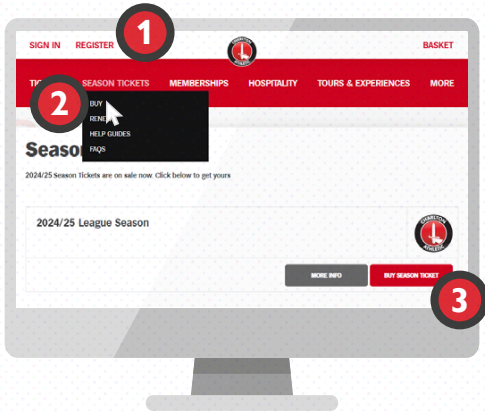 1
SIGN IN REGISTER BASKET
SEASON TICKETS MEMBERSHIPS HOSPITALITY TOURS & EXPERIENCES MORE
2
BUY
HELP GUIDES
FAQS
2024/25 Season Tickets are on sale now. Click below to get yours
2024/25 League Season
CHARLTON
ATHLETIC
MORE INFO BUY SEASON TICKET
3